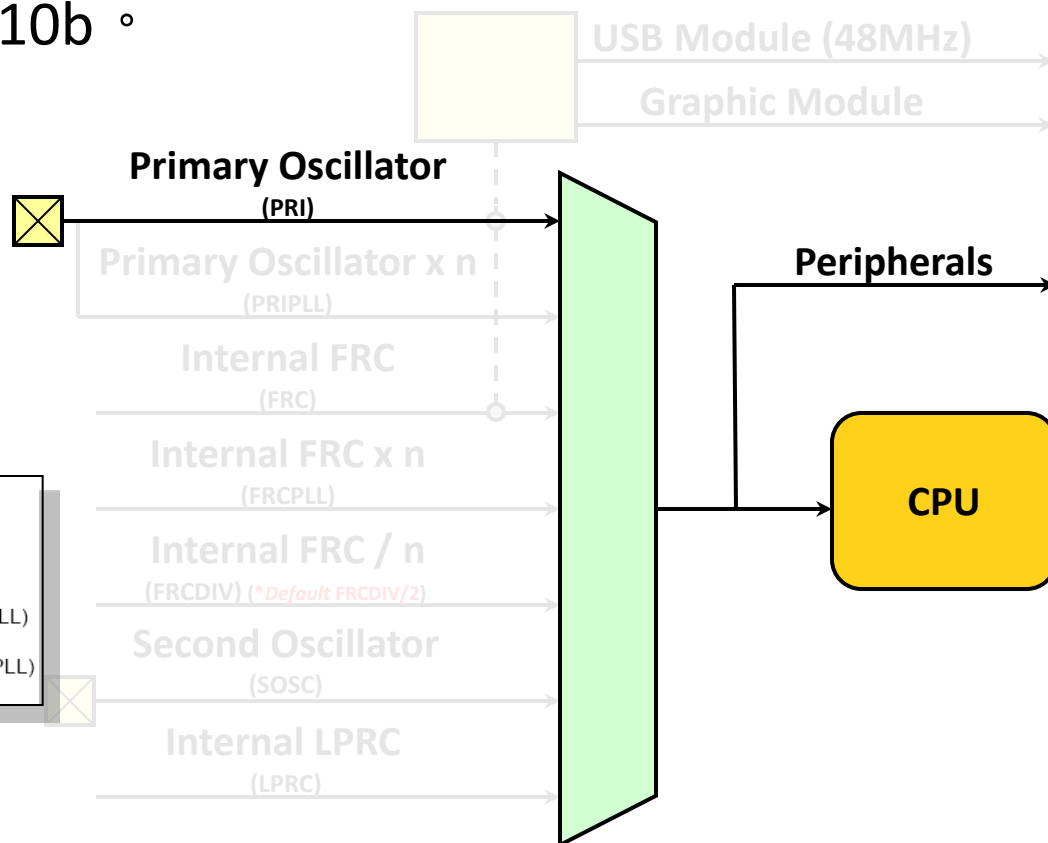 10b。
USB Module (48MHz)
Graphic Module
Primary Oscillator
(PRI)
Primary Oscillator x n
(PRIPLL)
Peripherals
Internal FRC
(FRC)
Internal FRC x n
(FRCPLL)
CPU
Internal FRC / n
(FRCDIV) (*Default FRCDIV/2)
LL)
PLL)
Second Oscillator
(SOSC)
Internal LPRC
(LPRC)